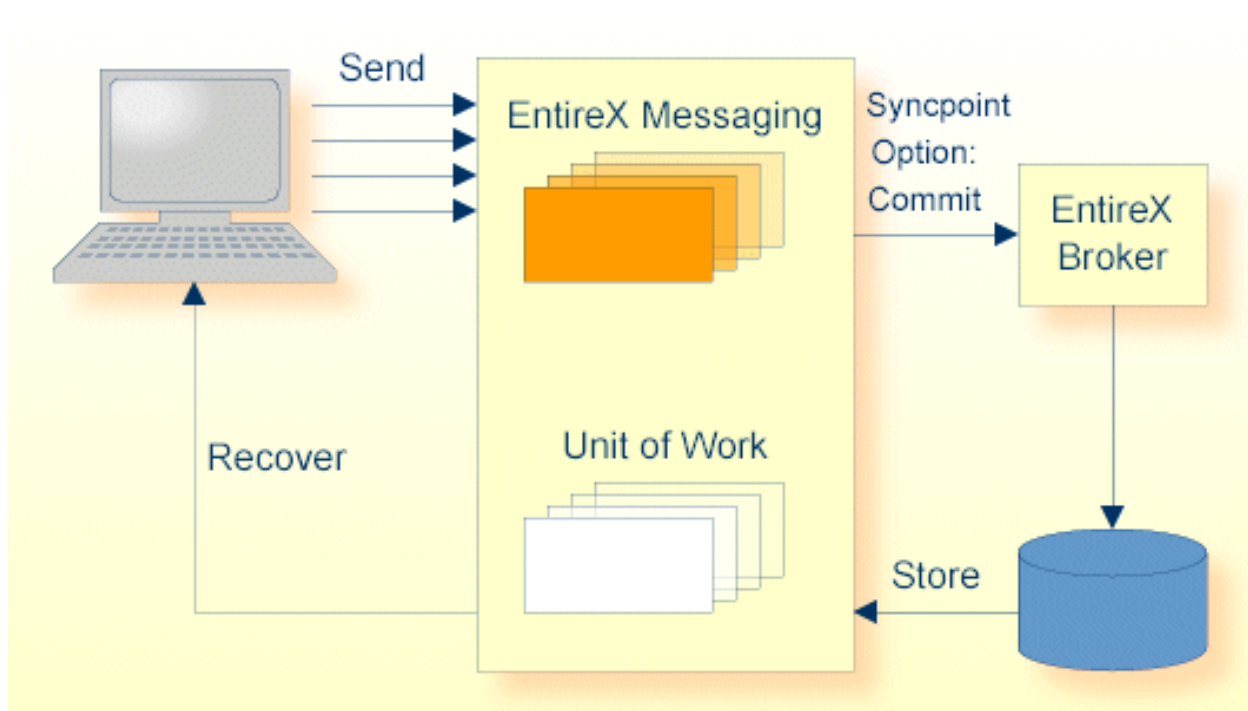 Send
EntireX Messaging
Syncpoint
Option:
Commit
EntireX
Broker
Recover
Unit of Work
Store